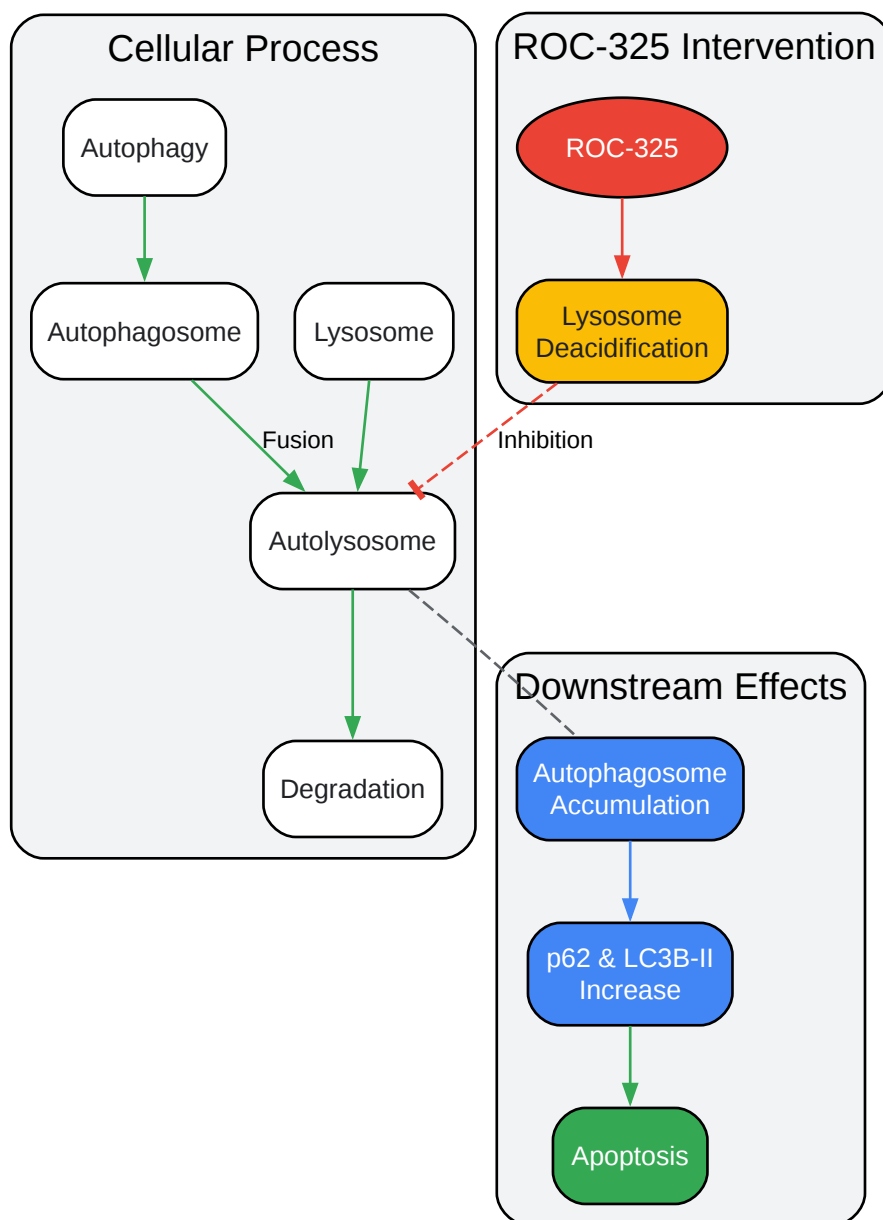 Cellular Process
Autophagy
Autophagosome
Lysosome
Fusion
Autolysosome
Degradation
ROC-325 Intervention
ROC-325
Lysosome
Deacidification
Inhibition
Downstream Effects
Autophagosome
Accumulation
p62 & LC3B-II
Increase
Apoptosis